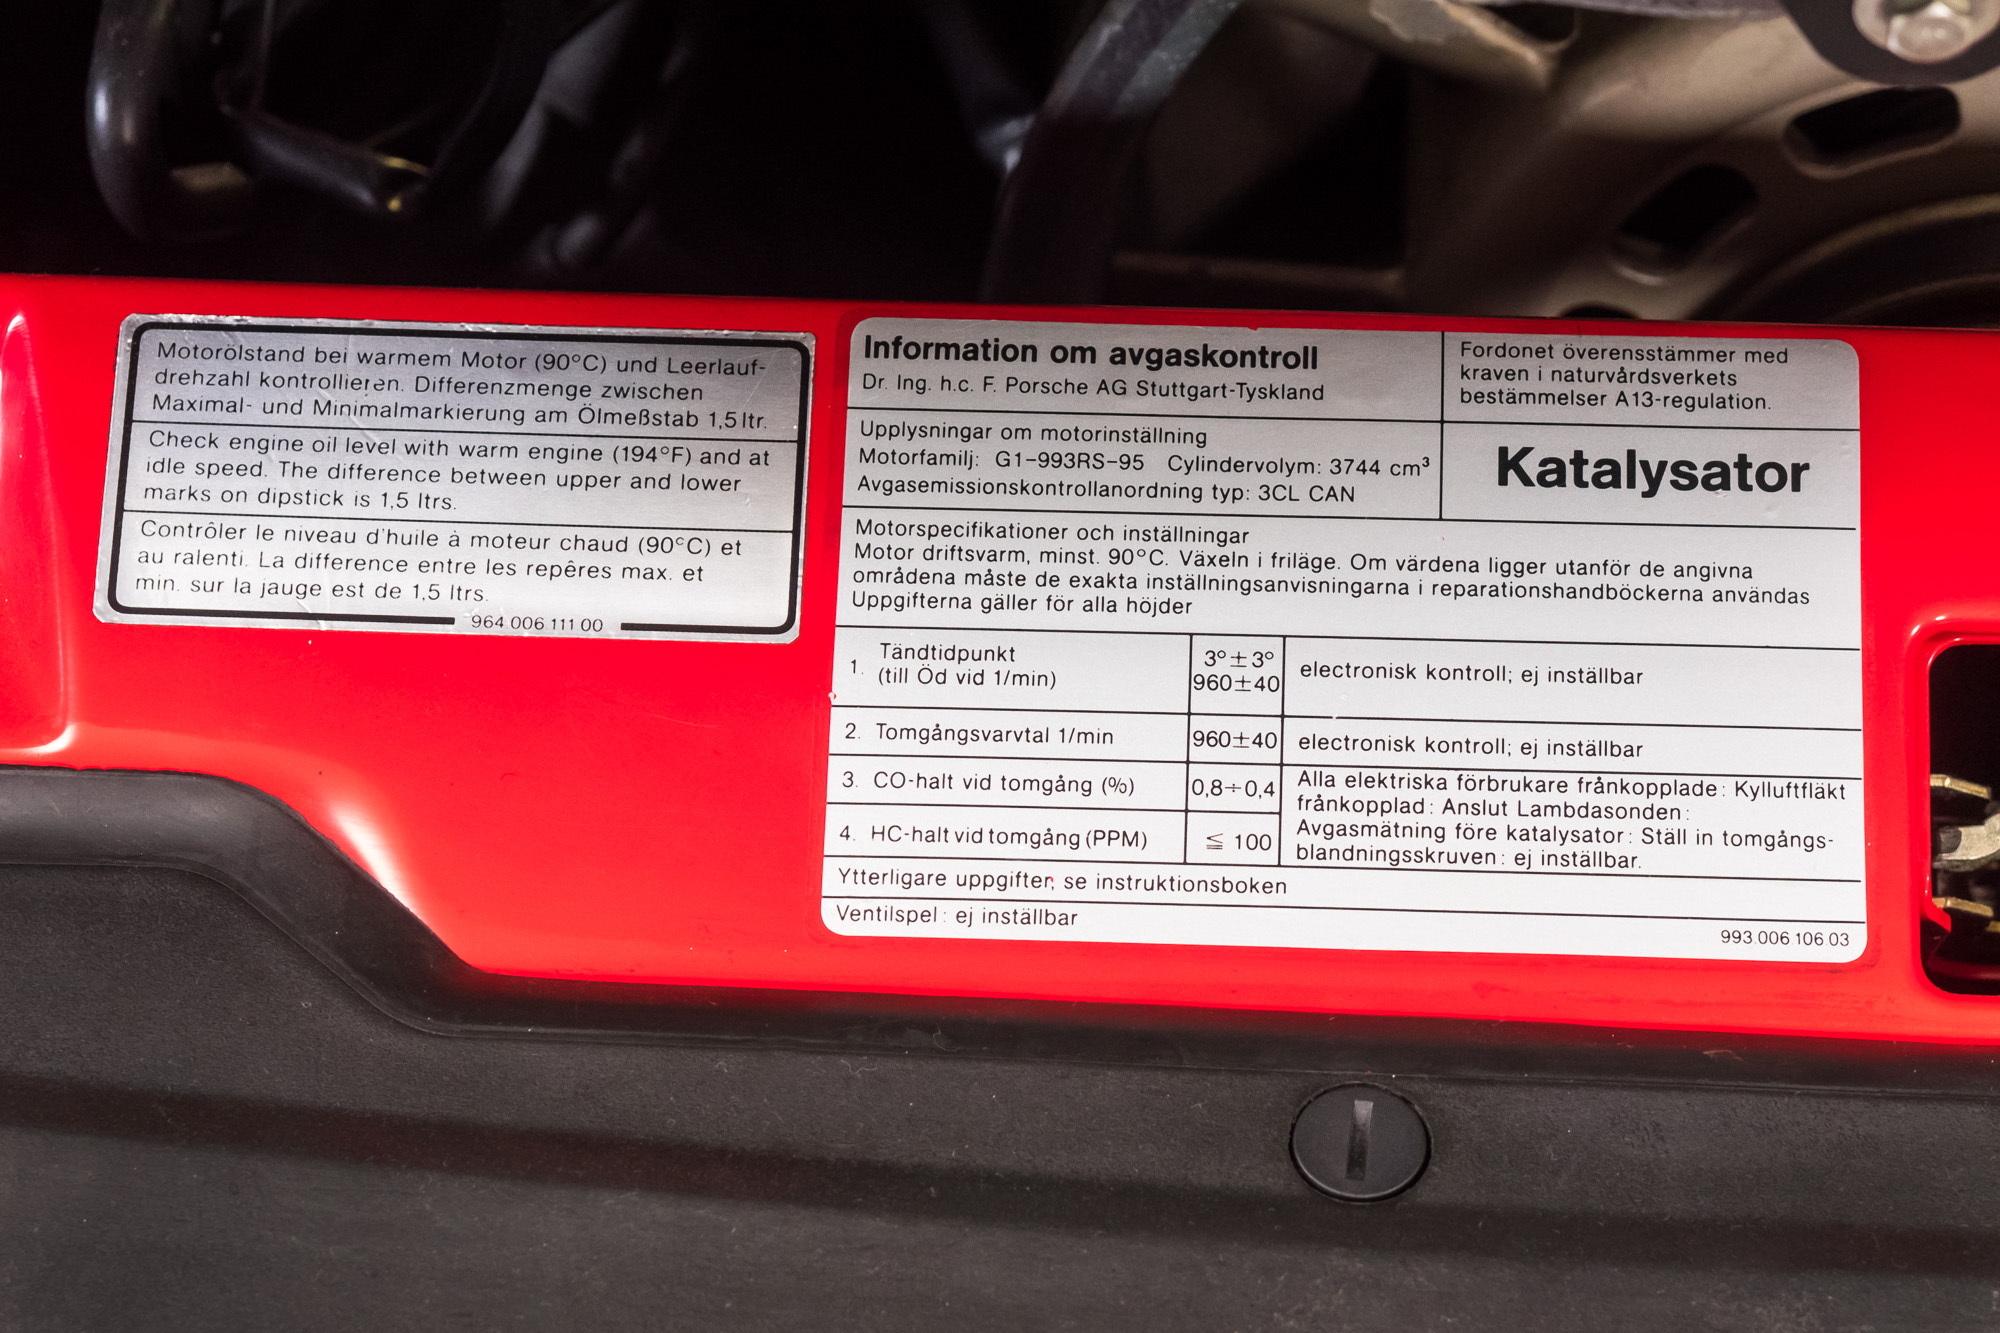 Motorölstand bei warmem Motor (90°C) und Leerlauf-
drehzahl kontrollieren. Differenzmenge zwischen
Maximal- und Minimalmarkierung am Ölmeßstab 1,5 ltr.
Check engine oil level with warm engine (194°F) and at
idle speed. The difference between upper and lower
marks on dipstick is 1,5 ltrs.
Contrôler le niveau d'huile à moteur chaud (90°C) et
au ralenti. La difference entre les repêres max. et
min. sur la jauge est de 1,5 ltrs.
964 006 111 00
Information om avgaskontroll
Dr. Ing. h.c. F. Porsche AG Stuttgart-Tyskland
Fordonet överensstämmer med
kraven i naturvårdsverkets
bestämmelser A13-regulation.
Upplysningar om motorinställning
Motorfamilj: G1-993RS-95 Cylindervolym: 3744 cm³
Avgasemissionskontrollanordning typ: 3CL CAN
Katalysator
Motorspecifikationer och inställningar
Motor driftsvarm, minst. 90°C. Växeln i friläge. Om värdena ligger utanför de angivna
områdena måste de exakta inställningsanvisningarna i reparationshandböckerna användas
Uppgifterna gäller för alla höjder
1. Tändtidpunkt
(till Öd vid 1/min)
3°±3°
960±40
electronisk kontroll; ej inställbar
2. Tomgångsvarvtal 1/min 960±40 electronisk kontroll; ej inställbar
3. CO-halt vid tomgång (%) 0,8÷0,4
4. HC-halt vid tomgång (PPM) ≦ 100
Alla elektriska förbrukare frånkopplade: Kylluftfläkt
frånkopplad: Anslut Lambdasonden:
Avgasmätning före katalysator: Ställ in tomgångs-
blandningsskruven: ej inställbar.
Ytterligare uppgifter, se instruktionsboken
Ventilspel: ej inställbar
993 006 106 03